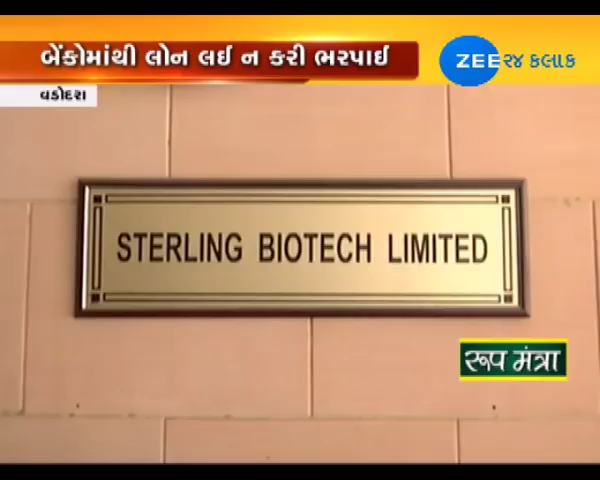 બેંકોમાંથી લોન લઈ ન કરી ભરપાઈ
ZEE ૨૪ કલાક
વડોદરા
STERLING BIOTECH LIMITED
રૂપ મંત્રા